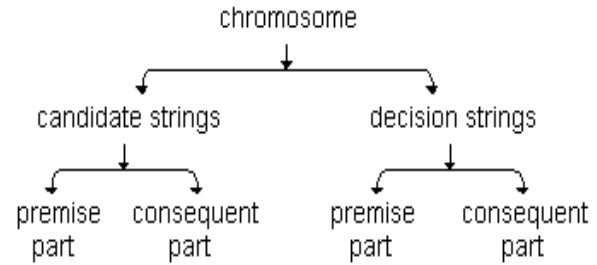 chromosome
candidate strings decision strings
premise consequent premise consequent
part part part part